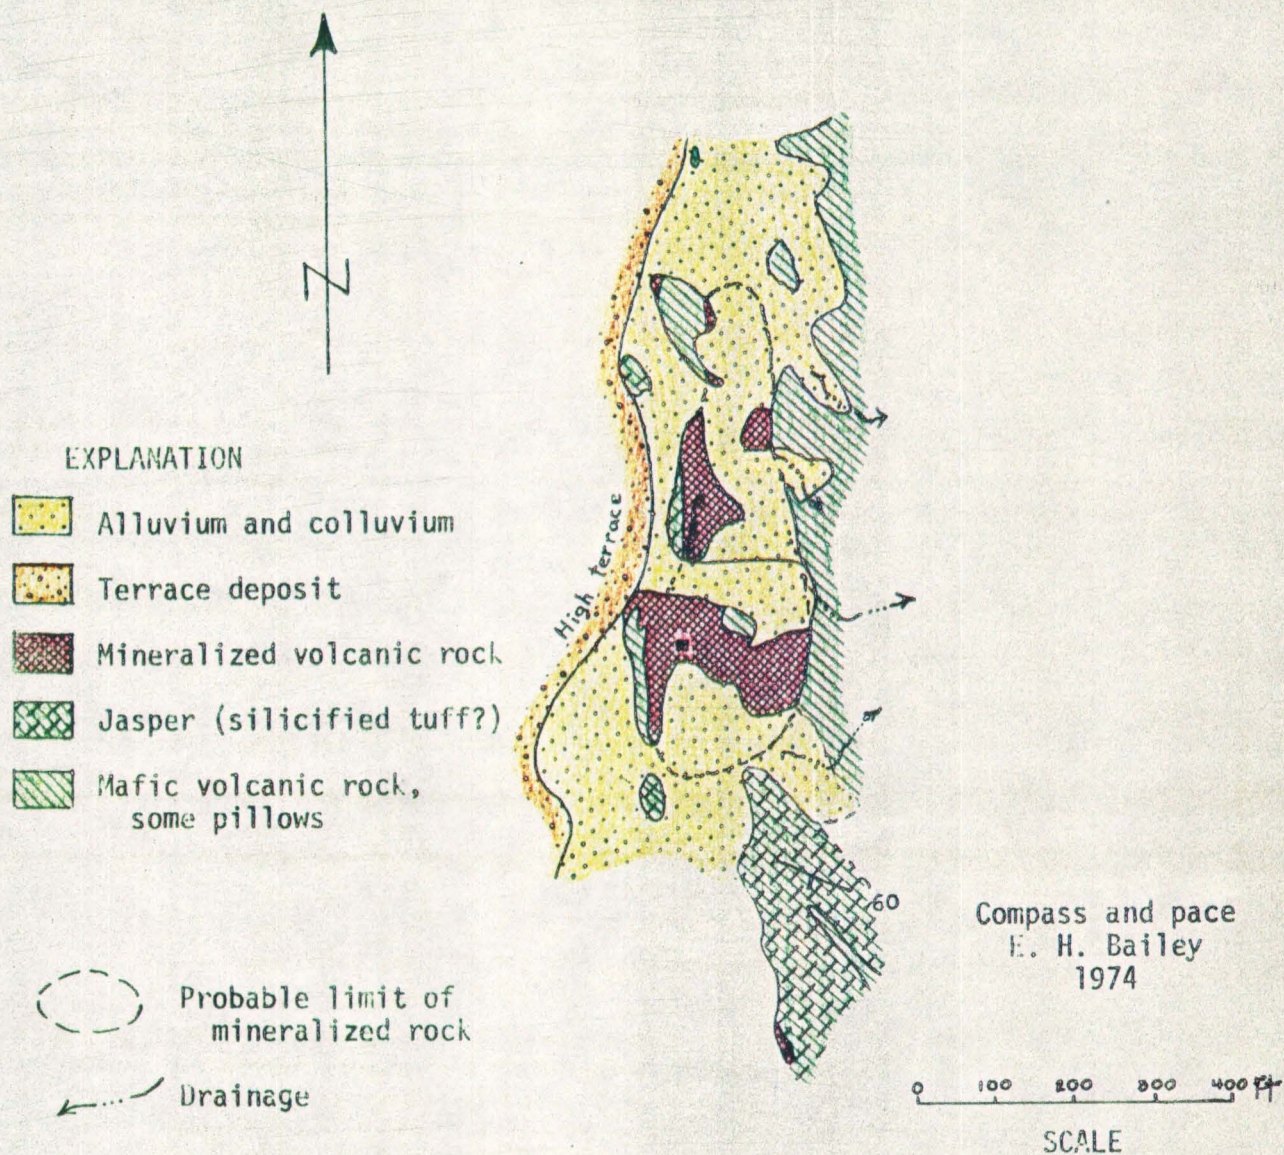 N
EXPLANATION
Alluvium and colluvium
Terrace deposit
Mineralized volcanic rock
Jasper (silicified tuff?)
Mafic volcanic rock,
some pillows
Probable limit of
mineralized rock
Drainage
High terrace
60
Compass and pace
E. H. Bailey
1974
0 100 200 300 400 ft
SCALE